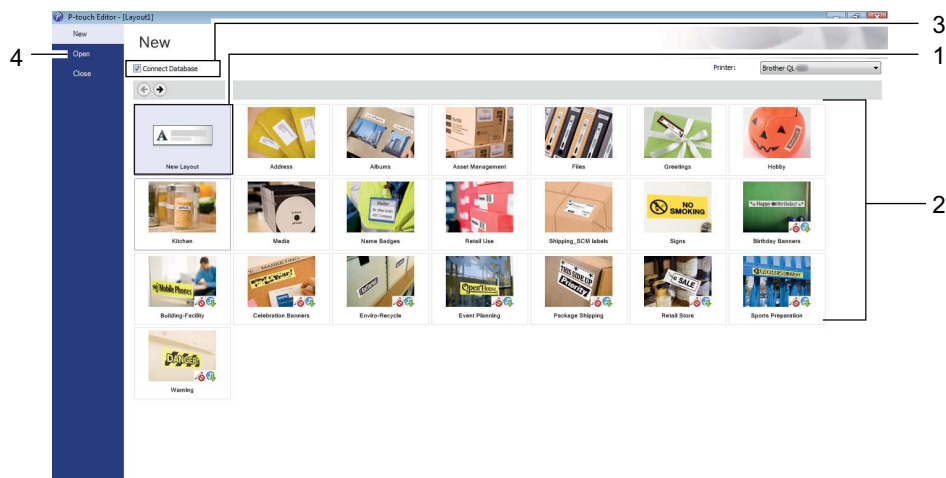 P-touch Editor - [Layout1]
New
Open
Close
New
Connect Database
Printer:
Brother QL-
3
1
4
2
A
New Layout
Address
Albums
Asset Management
Files
Greetings
Hobby
NO
SMOKING
Happy Birthday!
Kitchen
Media
Name Badges
Retail Use
Shipping_SCM labels
Signs
Birthday Banners
Visitor
Mobile Phones
Open House
THIS SIDE UP
Priority
SALE
Building-Facility
Celebration Banners
Enviro-Recycle
Event Planning
Package Shipping
Retail Store
Sports Preparation
DANGER
Warning